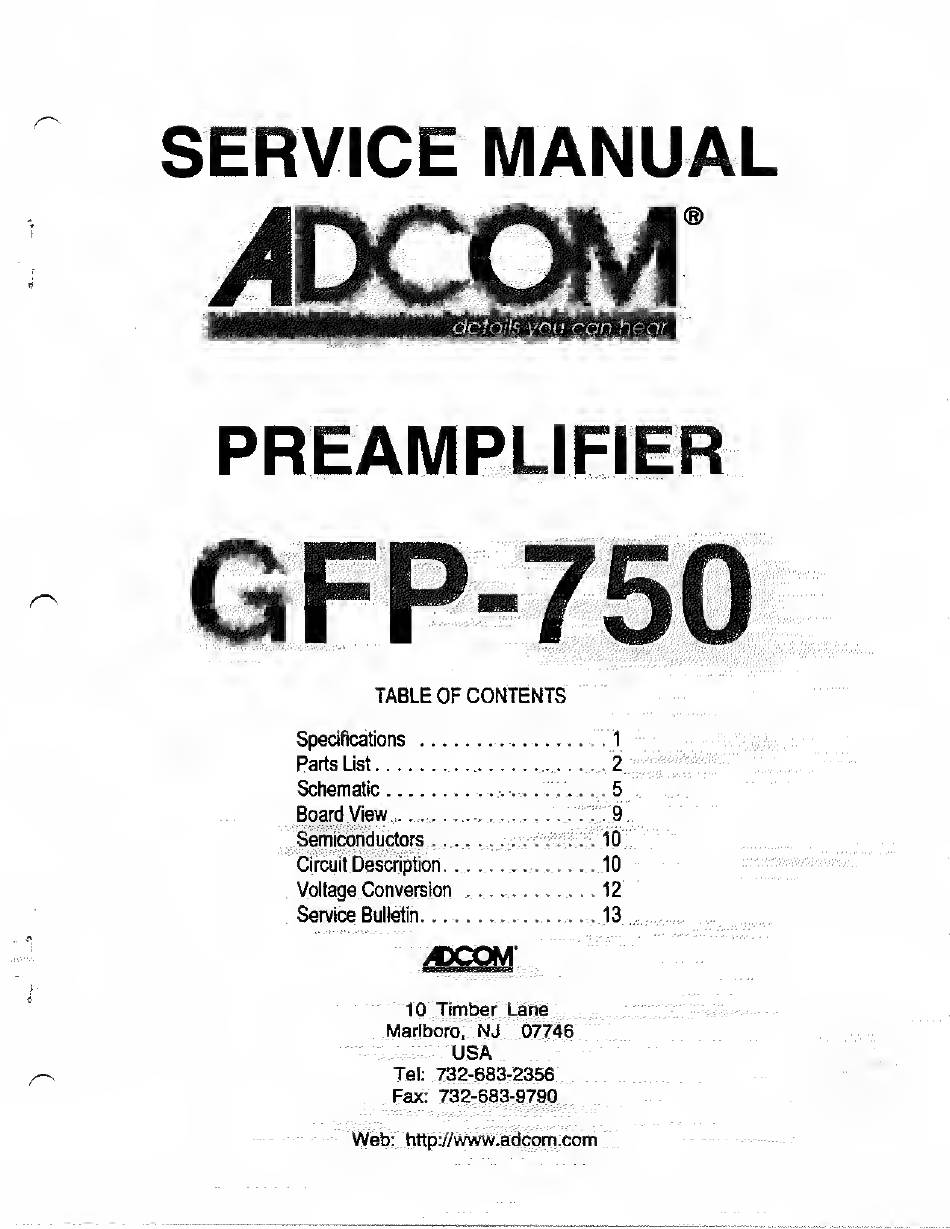 SERVICE MANUAL
ADCOM®
details you can hear
PREAMPLIFIER
GFP-750
TABLE OF CONTENTS
Specifications . . . . . . . . . . . . . . . . . 1
Parts List . . . . . . . . . . . . . . . . . . . . . 2
Schematic . . . . . . . . . . . . . . . . . . . . 5
Board View . . . . . . . . . . . . . . . . . . . . 9
Semiconductors . . . . . . . . . . . . . . . 10
Circuit Description . . . . . . . . . . . . . . 10
Voltage Conversion . . . . . . . . . . . . 12
Service Bulletin . . . . . . . . . . . . . . . . 13
ADCOM
10 Timber Lane
Marlboro, NJ 07746
USA
Tel: 732-683-2356
Fax: 732-683-9790
Web: http://www.adcom.com